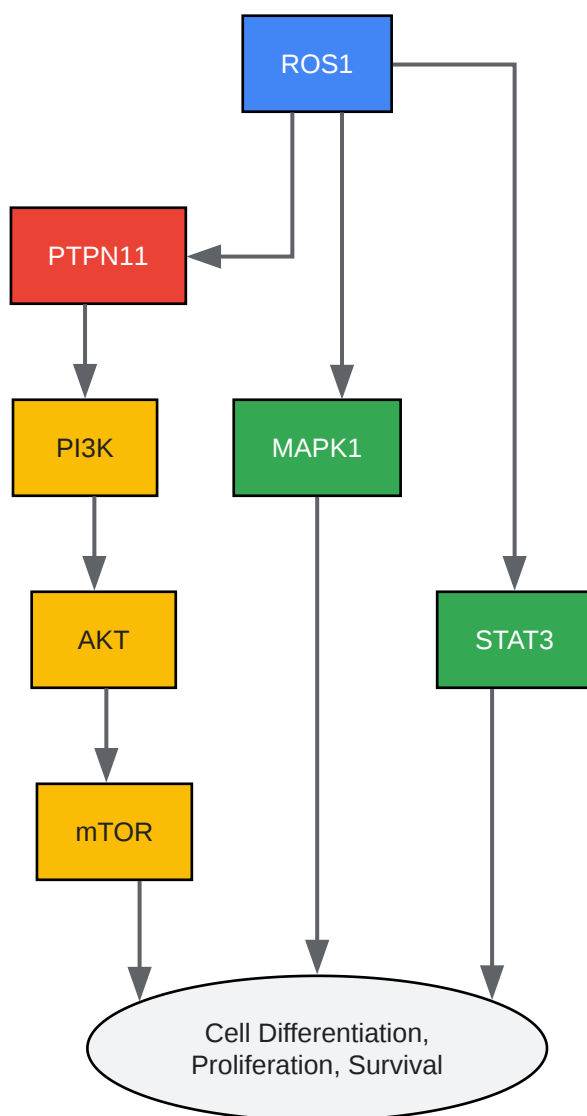 ROS1
PTPN11
PI3K
MAPK1
AKT
STAT3
mTOR
Cell Differentiation,
Proliferation, Survival